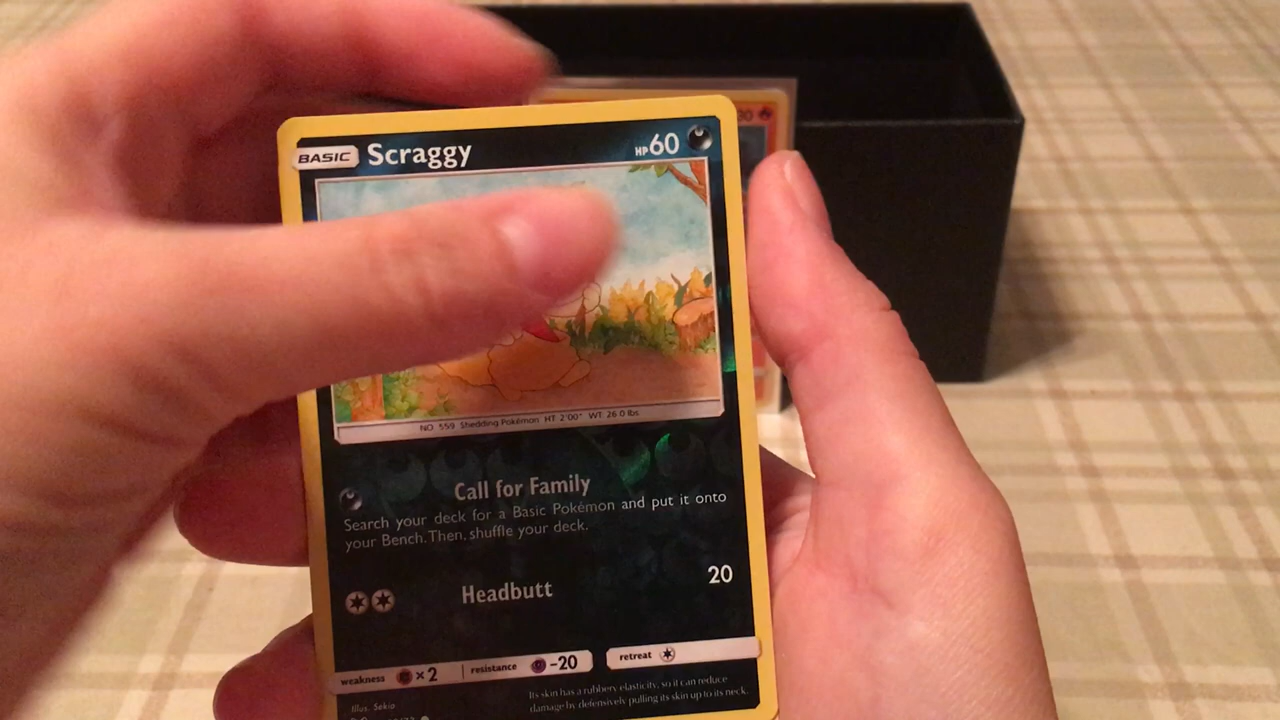 30
BASIC Scraggy HP 60
NO 559 Shedding Pokémon HT 2'00" WT 26.0 lbs
Call for Family
Search your deck for a Basic Pokémon and put it onto
your Bench. Then, shuffle your deck.
Headbutt 20
weakness ×2 resistance -20 retreat
Its skin has a rubbery elasticity, so it can reduce
damage by defensively pulling its skin up to its neck.
Illus. Sekio